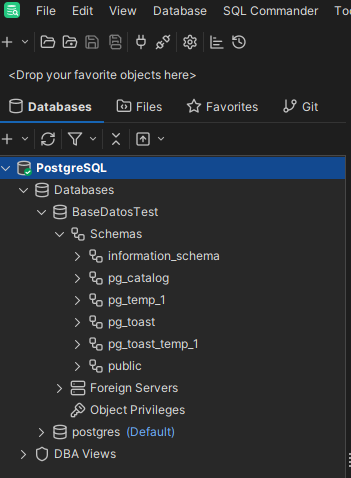 File Edit View Database SQL Commander
<Drop your favorite objects here>
Databases Files Favorites Git
PostgreSQL
Databases
BaseDatosTest
Schemas
information_schema
pg_catalog
pg_temp_1
pg_toast
pg_toast_temp_1
public
Foreign Servers
Object Privileges
postgres (Default)
DBA Views